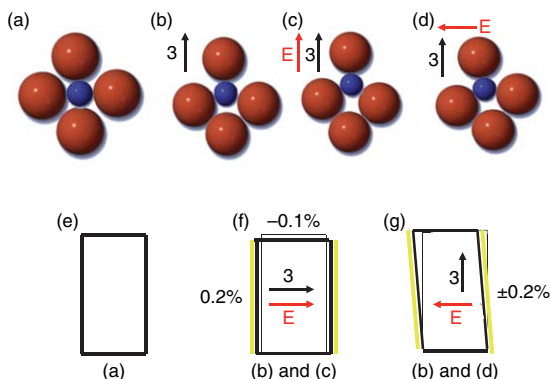 (a)
(b)
3
(c)
E
3
(d)
E
3
(e)
(a)
(f)
–0.1%
0.2%
3
E
(b) and (c)
(g)
3
E
±0.2%
(b) and (d)